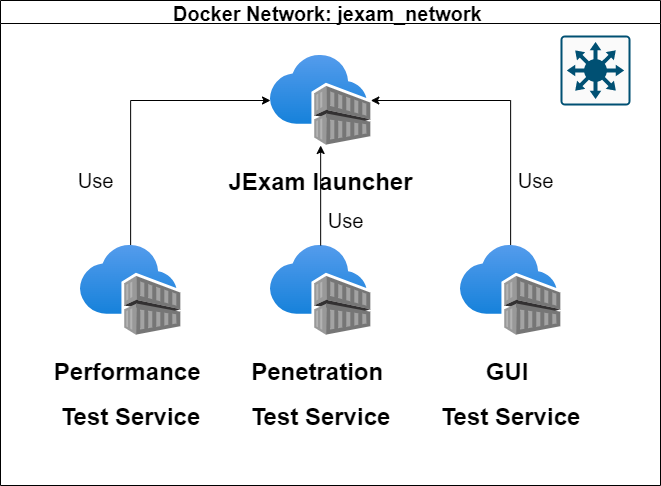 Docker Network: jexam_network
JExam launcher
Use
Use
Use
Performance
Test Service
Penetration
Test Service
GUI
Test Service